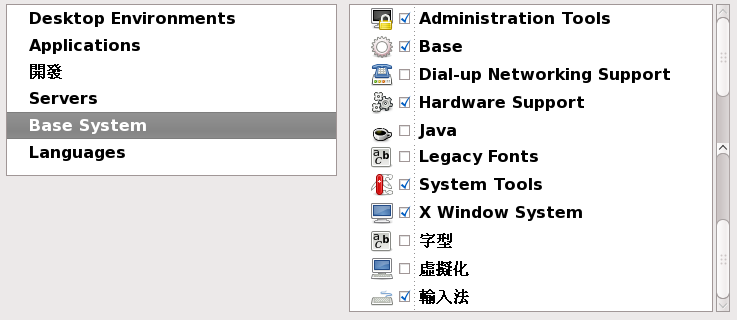 Desktop Environments
Applications
開發
Servers
Base System
Languages
Administration Tools
Base
Dial-up Networking Support
Hardware Support
Java
Legacy Fonts
System Tools
X Window System
字型
虛擬化
輸入法